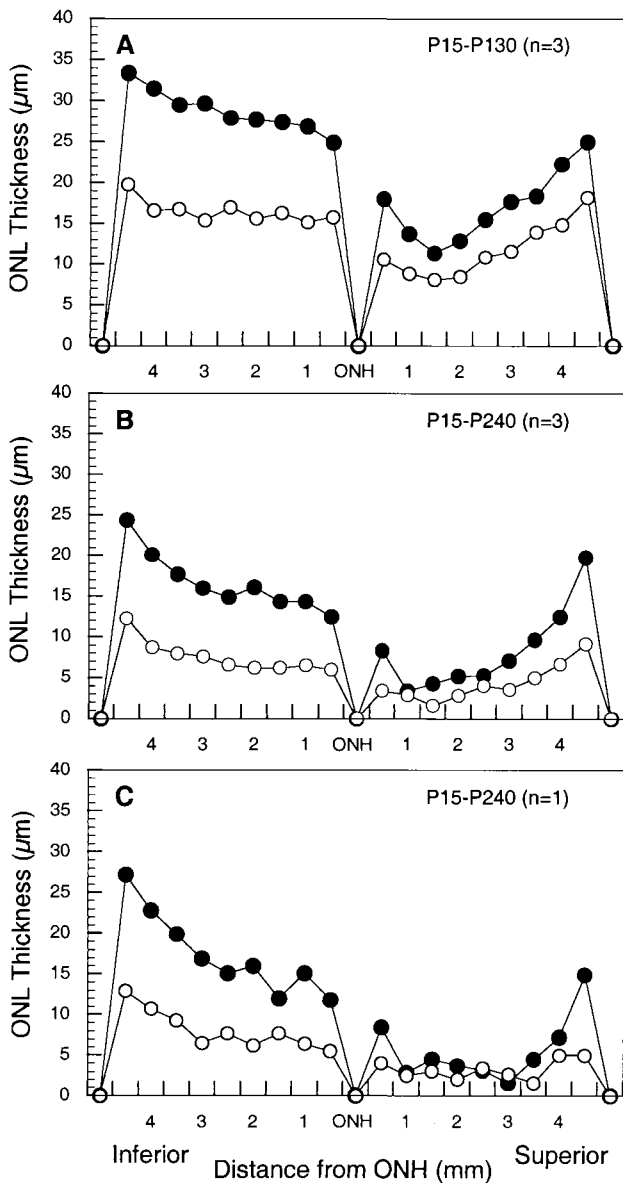 A
P15-P130 (n=3)
ONL Thickness (µm)
40
35
30
25
20
15
10
5
0
4 3 2 1 ONH 1 2 3 4
B
P15-P240 (n=3)
ONL Thickness (µm)
40
35
30
25
20
15
10
5
0
4 3 2 1 ONH 1 2 3 4
C
P15-P240 (n=1)
ONL Thickness (µm)
40
35
30
25
20
15
10
5
0
4 3 2 1 ONH 1 2 3 4
Inferior
Superior
Distance from ONH (mm)